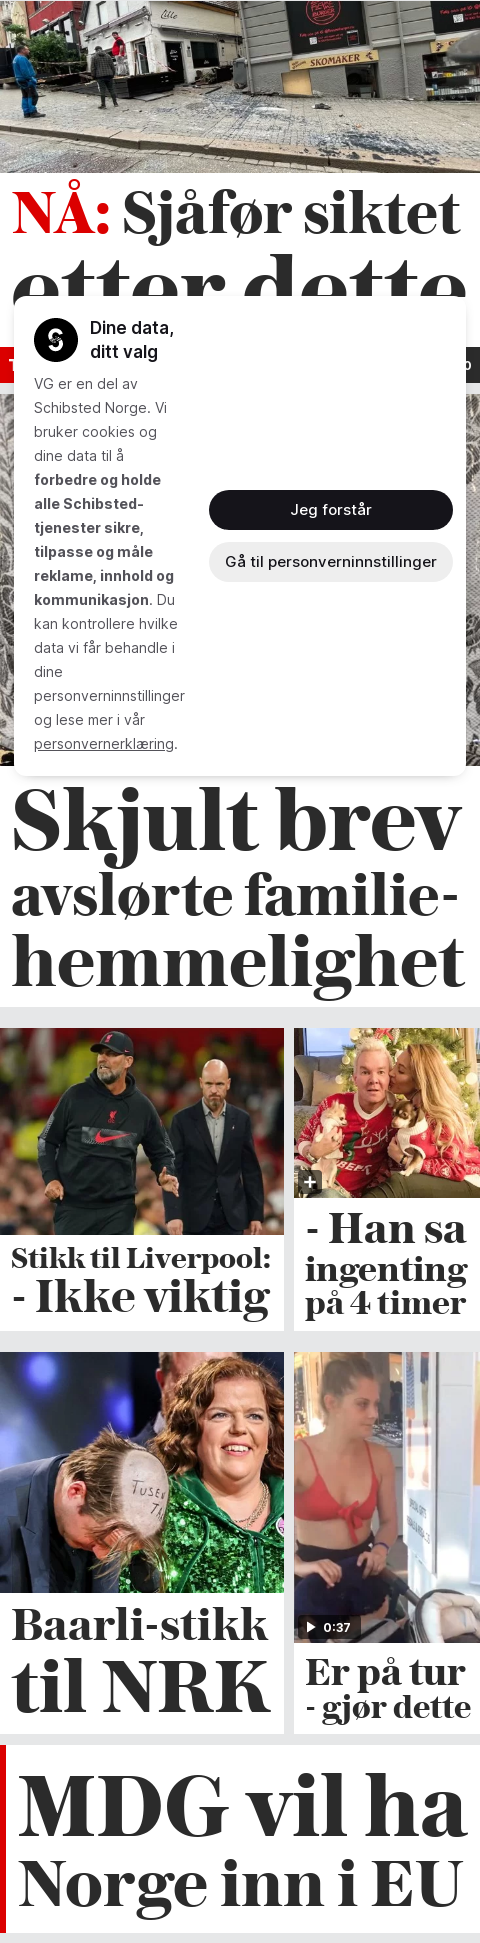 Lille
BURGER
SKOMAKER
NÅ: Sjåfør siktet
etter dette
Dine data,
ditt valg
VG er en del av
Schibsted Norge. Vi
bruker cookies og
dine data til å
forbedre og holde
alle Schibsted-
tjenester sikre,
tilpasse og måle
reklame, innhold og
kommunikasjon. Du
kan kontrollere hvilke
data vi får behandle i
dine
personverninnstillinger
og lese mer i vår
personvernerklæring.
Jeg forstår
Gå til personverninnstillinger
Skjult brev
avslørte familie-
hemmelighet
Stikk til Liverpool:
- Ikke viktig
- Han sa
ingenting
på 4 timer
TUSEN
Baarli-stikk
til NRK
0:37
Er på tur
- gjør dette
MDG vil ha
Norge inn i EU